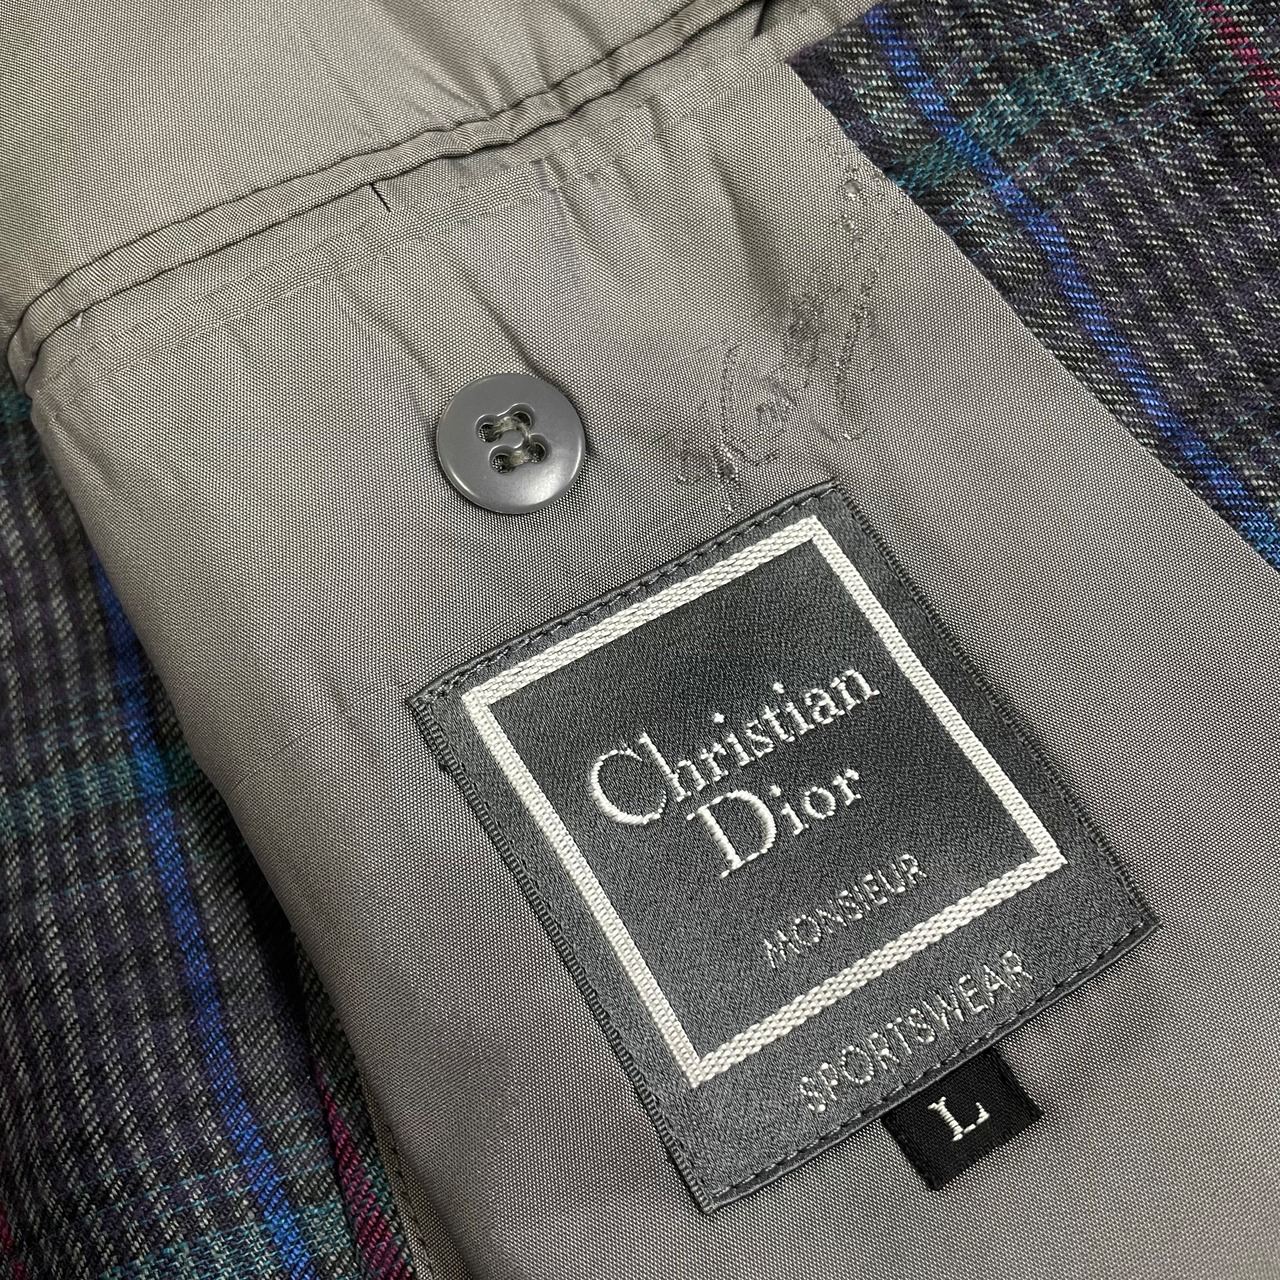 Christian
Dior
MONSIEUR
SPORTSWEAR
L